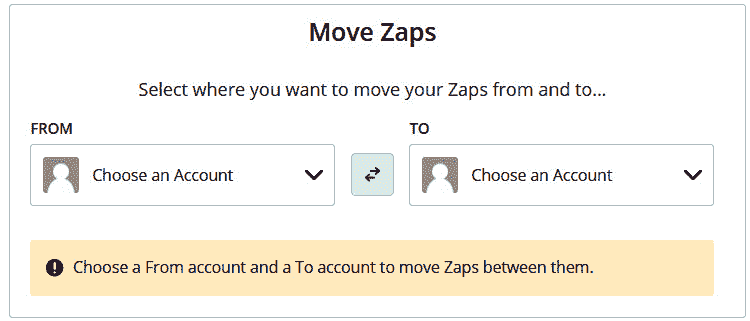 Move Zaps
Select where you want to move your Zaps from and to...
FROM
TO
Choose an Account
Choose an Account
Choose a From account and a To account to move Zaps between them.